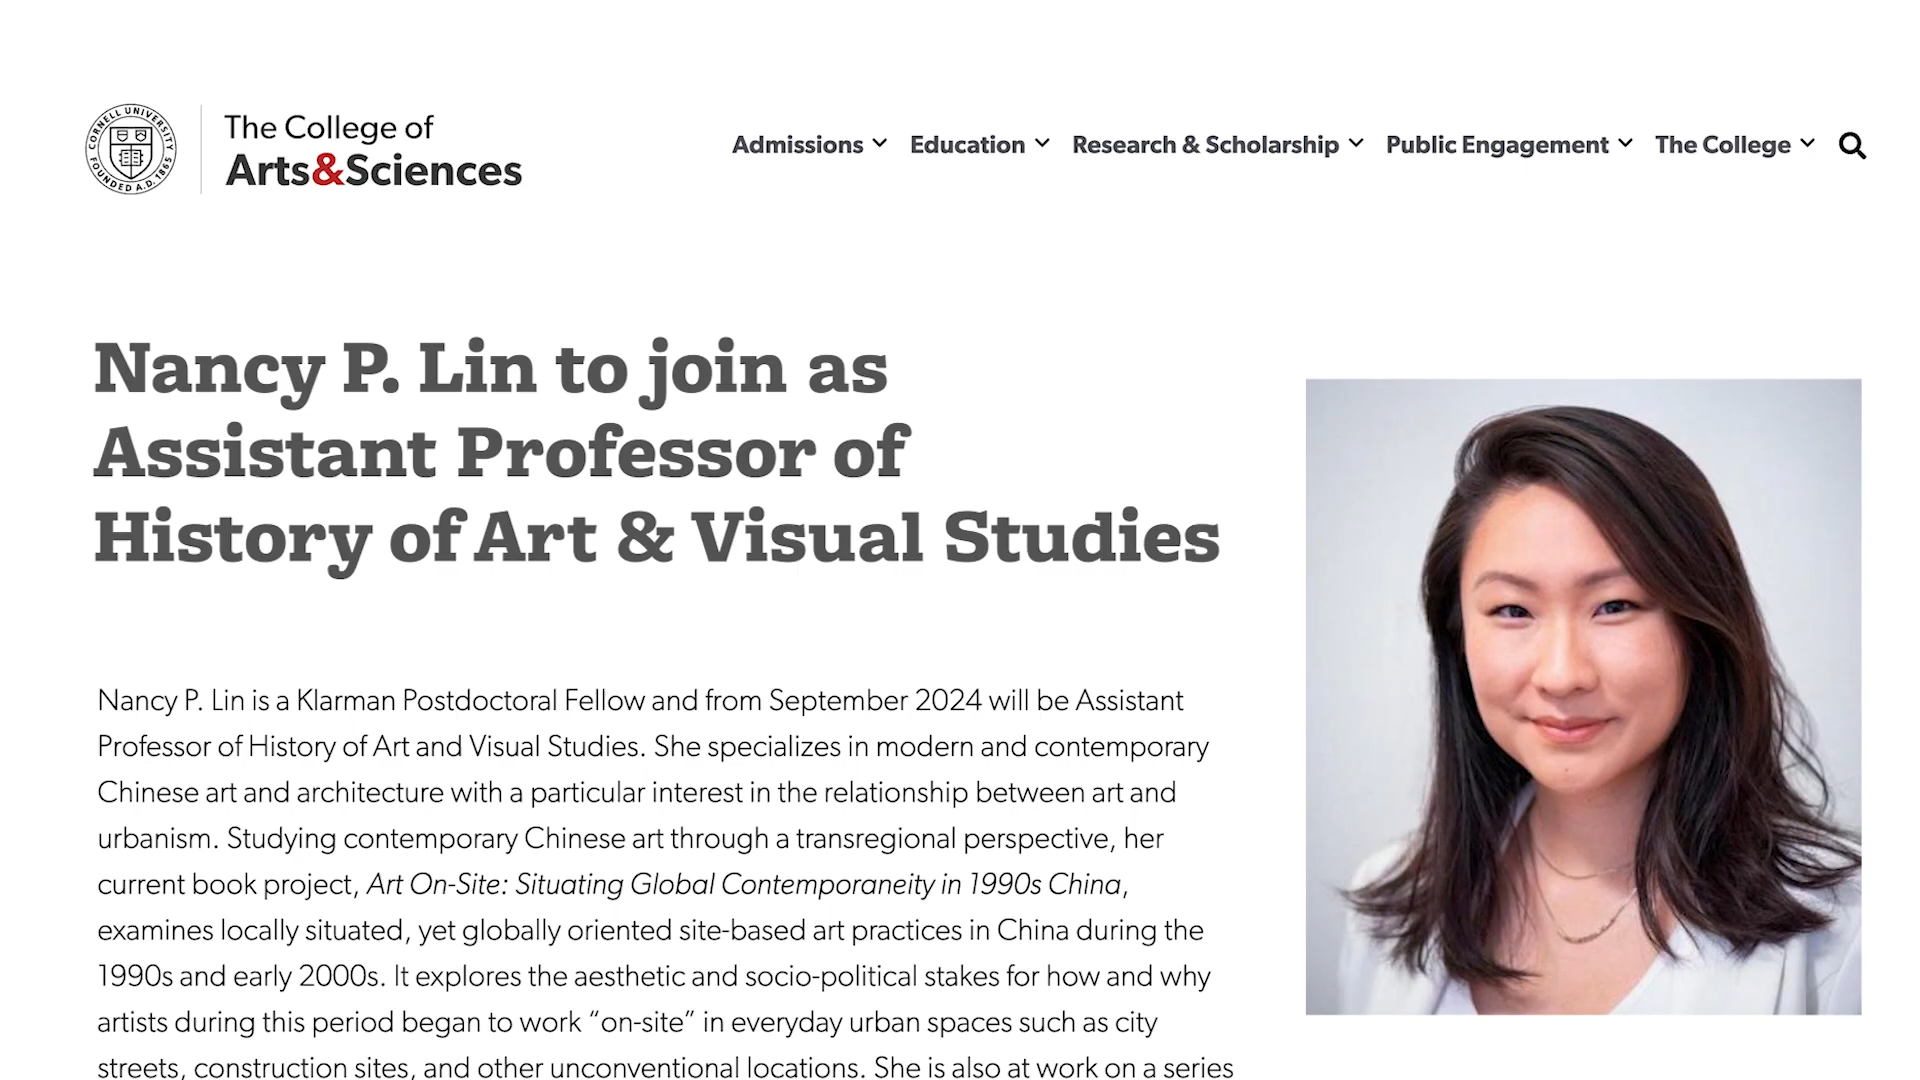 CORNELL UNIVERSITY
FOUNDED A.D. 1865
The College of
Arts&Sciences
Admissions
Education
Research & Scholarship
Public Engagement
The College
Nancy P. Lin to join as
Assistant Professor of
History of Art & Visual Studies
Nancy P. Lin is a Klarman Postdoctoral Fellow and from September 2024 will be Assistant
Professor of History of Art and Visual Studies. She specializes in modern and contemporary
Chinese art and architecture with a particular interest in the relationship between art and
urbanism. Studying contemporary Chinese art through a transregional perspective, her
current book project, Art On-Site: Situating Global Contemporaneity in 1990s China,
examines locally situated, yet globally oriented site-based art practices in China during the
1990s and early 2000s. It explores the aesthetic and socio-political stakes for how and why
artists during this period began to work “on-site” in everyday urban spaces such as city
streets, construction sites, and other unconventional locations. She is also at work on a series